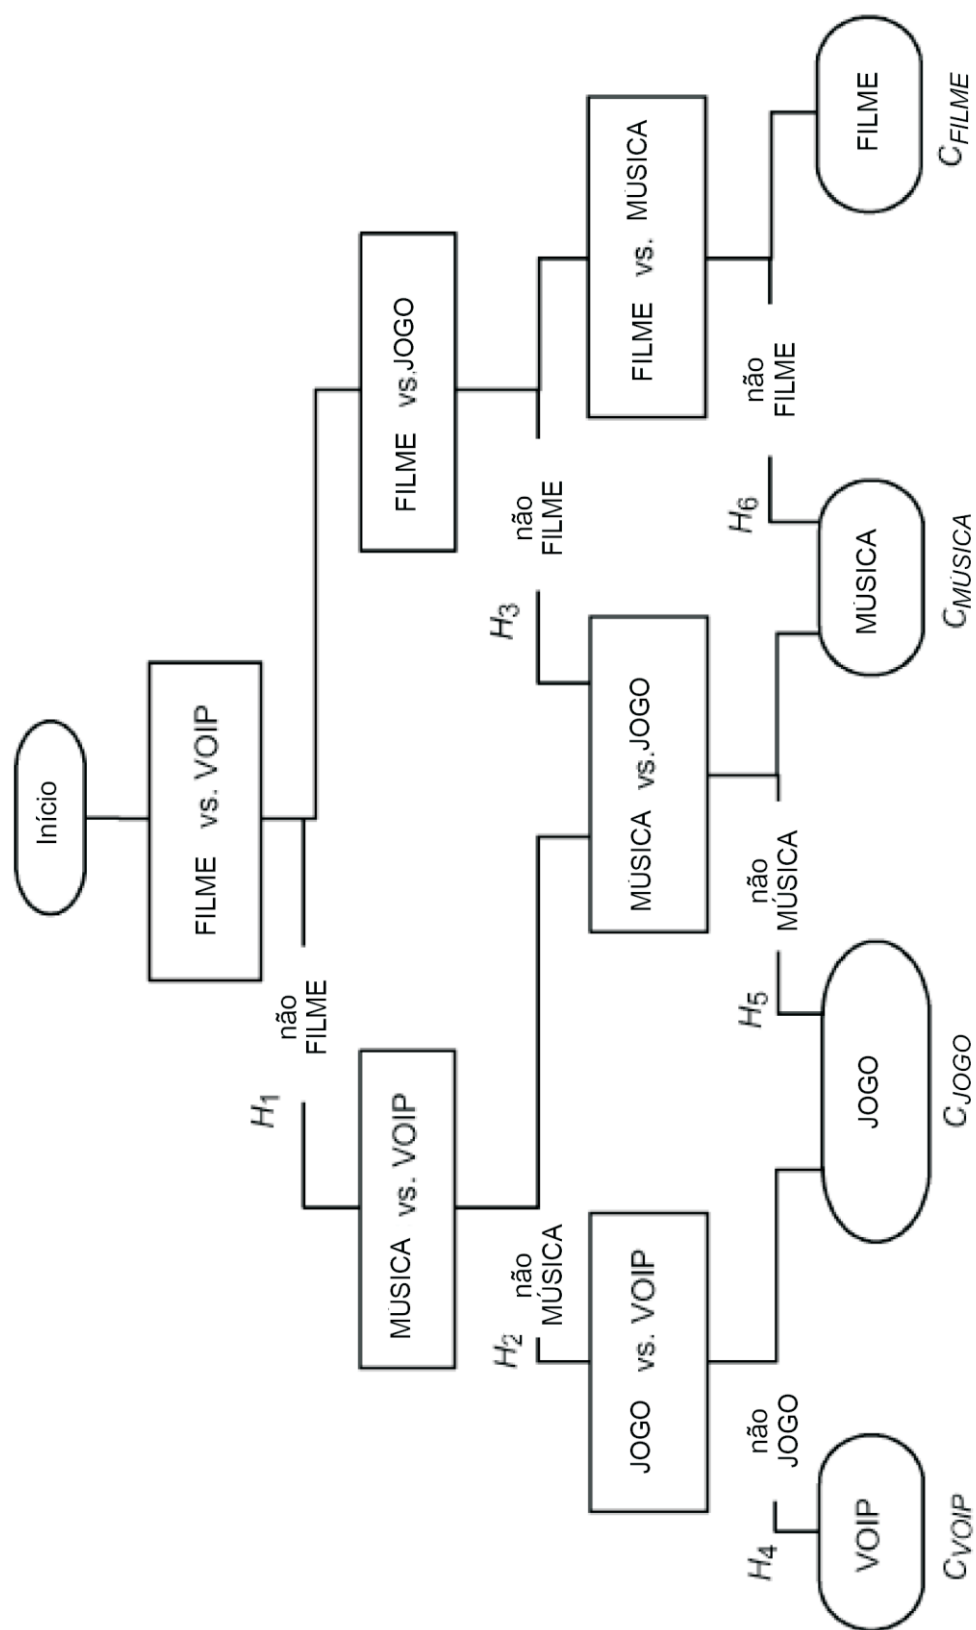 Início
FILME vs. VOIP
H1
não
FILME
MÚSICA vs. VOIP
FILME vs.JOGO
H2
não
MÚSICA
H3
não
FILME
JOGO vs. VOIP
MÚSICA vs.JOGO
FILME vs. MÚSICA
H4
não
JOGO
H5
não
MÚSICA
H6
não
FILME
VOIP
JOGO
MÚSICA
FILME
CVOIP
CJOGO
CMÚSICA
CFILME